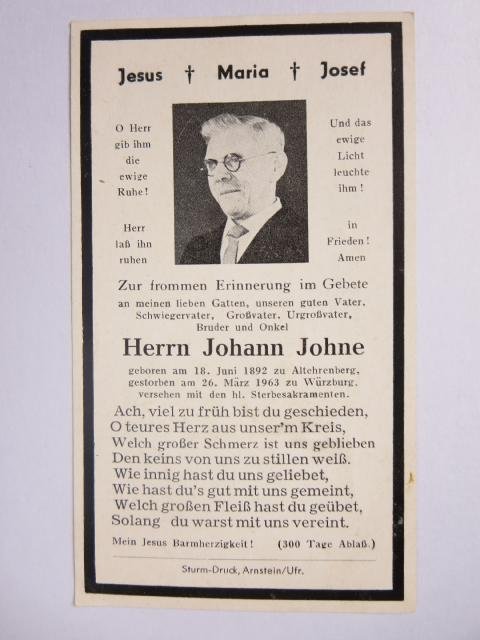 Jesus † Maria † Josef
O Herr
gib ihm
die
ewige
Ruhe!
Herr
laß ihn
ruhen
Und das
ewige
Licht
leuchte
ihm!
in
Frieden!
Amen
Zur frommen Erinnerung im Gebete
an meinen lieben Gatten, unseren guten Vater,
Schwiegervater, Großvater, Urgroßvater,
Bruder und Onkel
Herrn Johann Johne
geboren am 18. Juni 1892 zu Altehrenberg,
gestorben am 26. März 1963 zu Würzburg,
versehen mit den hl. Sterbesakramenten.
Ach, viel zu früh bist du geschieden,
O teures Herz aus unser'm Kreis,
Welch großer Schmerz ist uns geblieben
Den keins von uns zu stillen weiß.
Wie innig hast du uns geliebet,
Wie hast du's gut mit uns gemeint,
Welch großen Fleiß hast du geübet,
Solang du warst mit uns vereint.
Mein Jesus Barmherzigkeit! (300 Tage Ablaß.)
Sturm-Druck, Arnstein/Ufr.